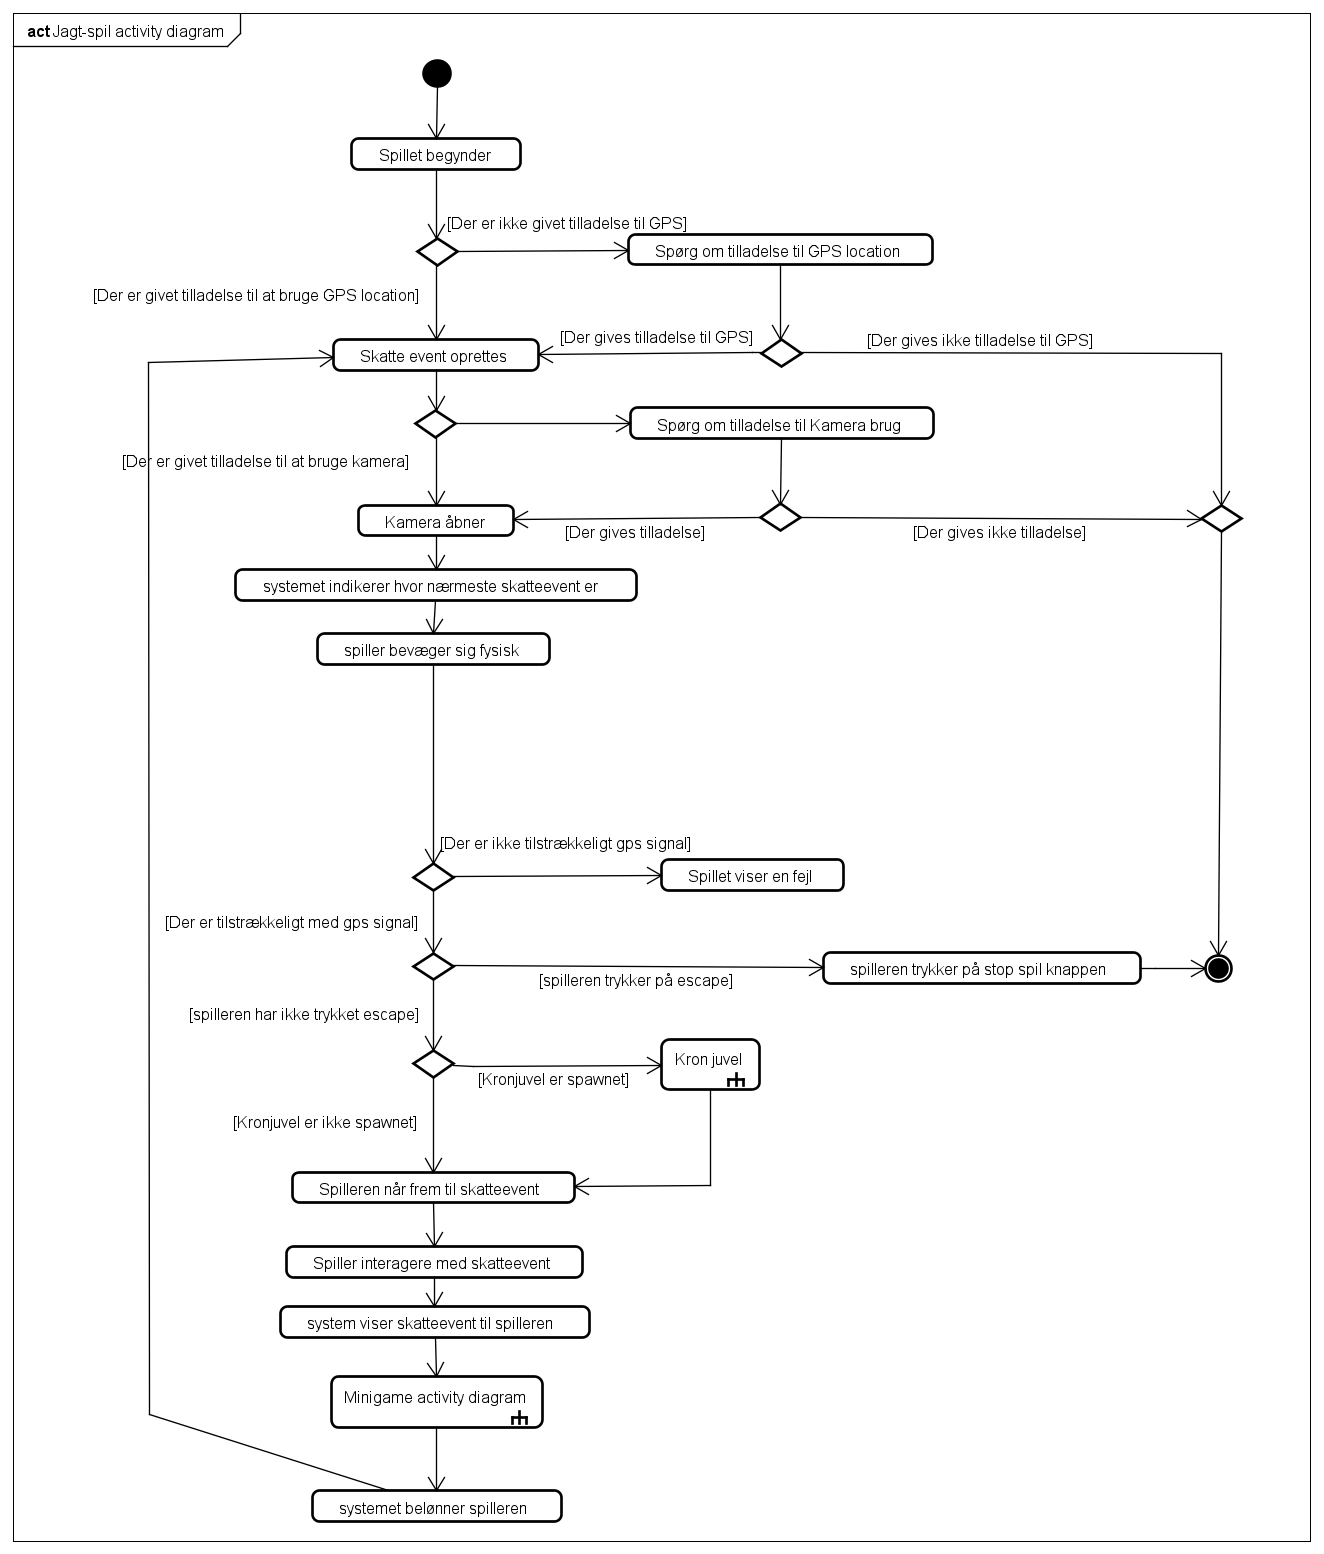 act Jagt-spil activity diagram
Spillet begynder
[Der er ikke givet tilladelse til GPS]
Spørg om tilladelse til GPS location
[Der er givet tilladelse til at bruge GPS location]
[Der gives tilladelse til GPS]
[Der gives ikke tilladelse til GPS]
Skatte event oprettes
Spørg om tilladelse til Kamera brug
[Der er givet tilladelse til at bruge kamera]
Kamera åbner
[Der gives tilladelse]
[Der gives ikke tilladelse]
systemet indikerer hvor nærmeste skatteevent er
spiller bevæger sig fysisk
[Der er ikke tilstrækkeligt gps signal]
Spillet viser en fejl
[Der er tilstrækkeligt med gps signal]
spilleren trykker på stop spil knappen
[spilleren trykker på escape]
[spilleren har ikke trykket escape]
Kron juvel
[Kronjuvel er spawnet]
[Kronjuvel er ikke spawnet]
Spilleren når frem til skatteevent
Spiller interagere med skatteevent
system viser skatteevent til spilleren
Minigame activity diagram
systemet belønner spilleren